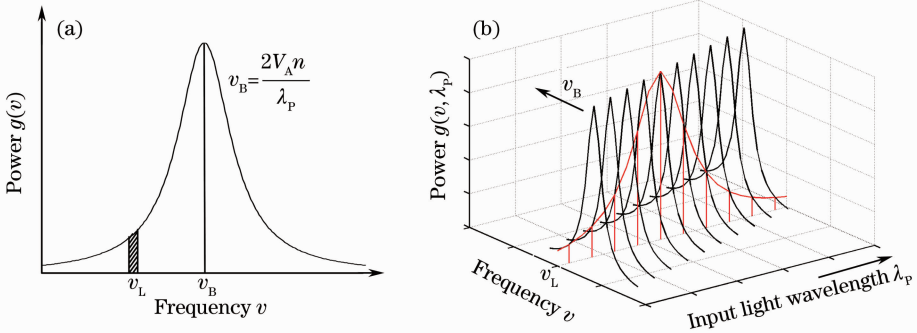 (a)
ν_B = 2V_A n / λ_P
Power g(ν)
ν_L
ν_B
Frequency ν
(b)
ν_B
Power g(ν, λ_P)
ν_L
Frequency ν
Input light wavelength λ_P